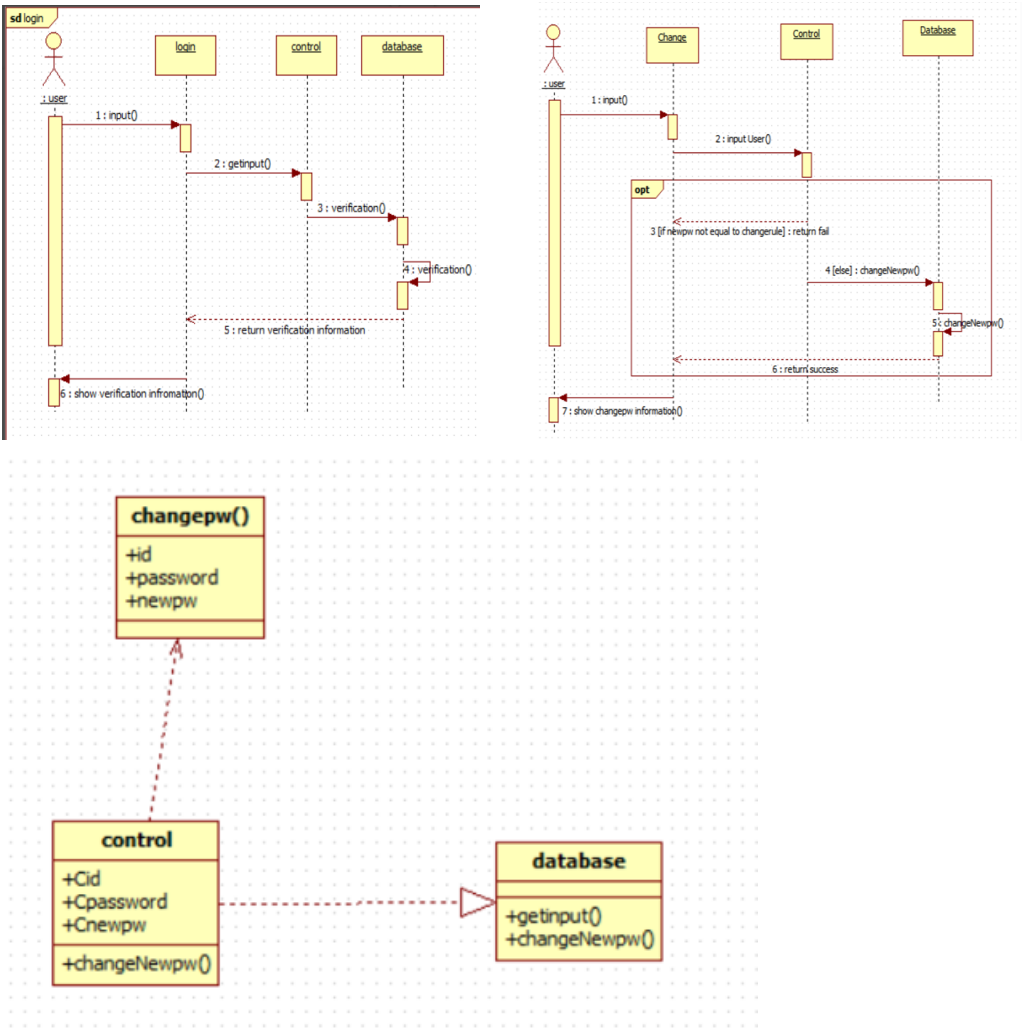 sd login
login
control
database
: user
1 : input()
2 : getinput()
3 : verification()
4 : verification()
5 : return verification information
6 : show verification infromation()
Change
Control
Database
: user
1 : input()
2 : input User()
opt
3 [if newpw not equal to changerule] : return fail
4 [else] : changeNewpw()
5 : changeNewpw()
6 : return success
7 : show changepw information()
changepw()
+id
+password
+newpw
control
+Cid
+Cpassword
+Cnewpw
+changeNewpw()
database
+getinput()
+changeNewpw()